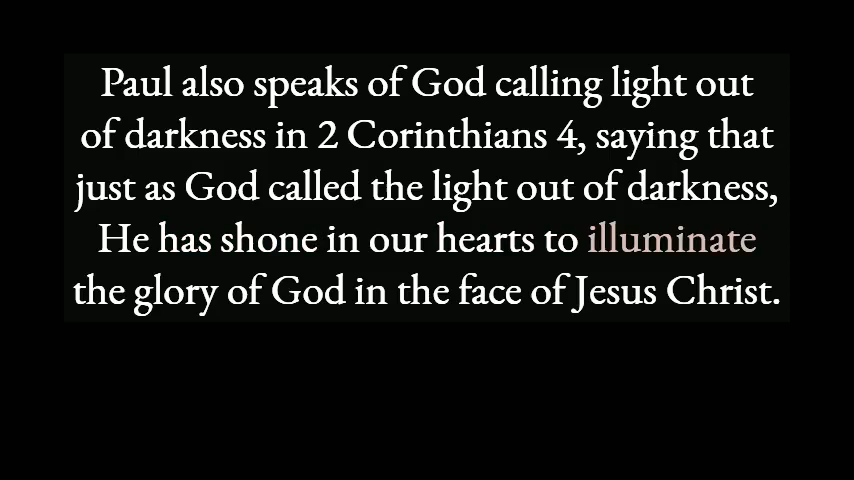 Paul also speaks of God calling light out
of darkness in 2 Corinthians 4, saying that
just as God called the light out of darkness,
He has shone in our hearts to illuminate
the glory of God in the face of Jesus Christ.